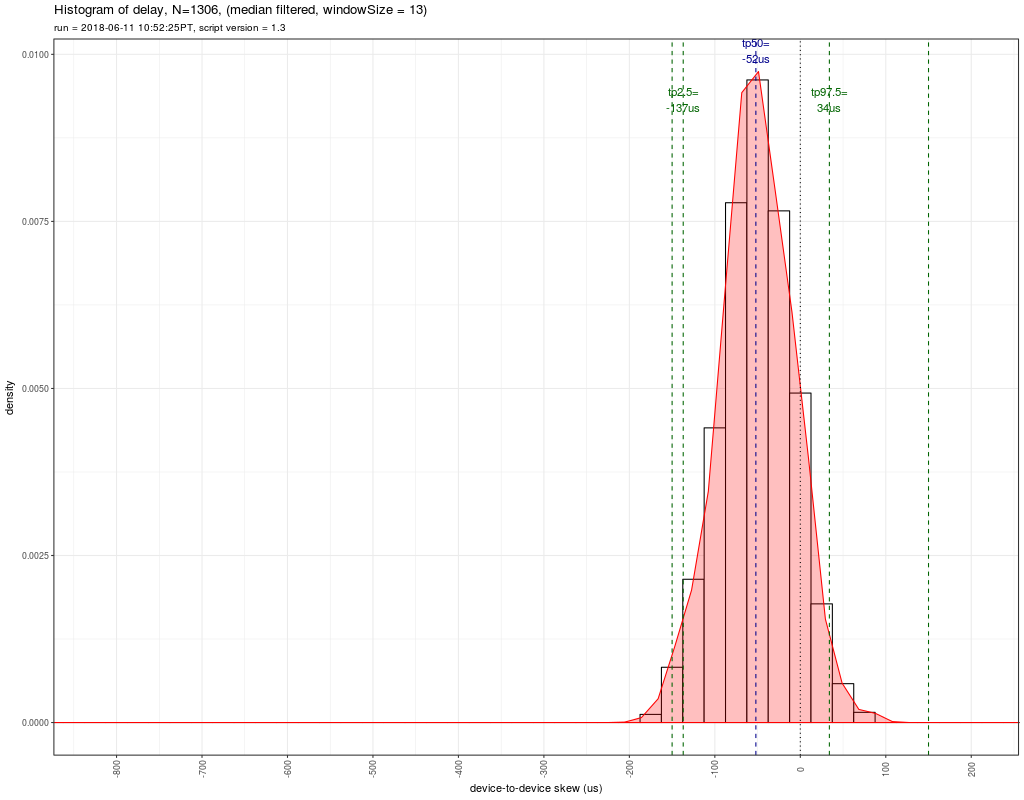 Histogram of delay, N=1306, (median filtered, windowSize = 13)
run = 2018-06-11 10:52:25PT, script version = 1.3
tp50=
-52us
tp2.5=
-137us
tp97.5=
34us
0.0100
0.0075
0.0050
0.0025
0.0000
density
-800
-700
-600
-500
-400
-300
-200
-100
0
100
200
device-to-device skew (us)